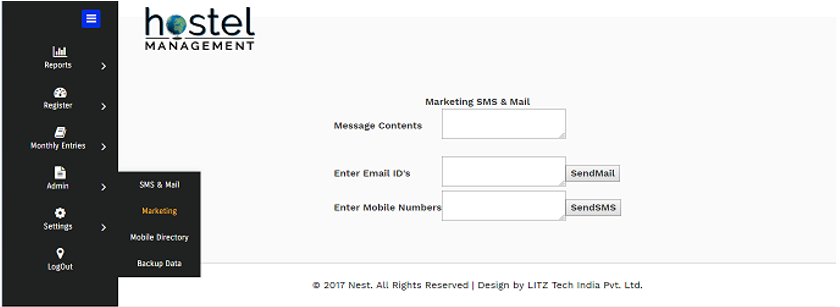 hostel
MANAGEMENT
Reports
Register
Monthly Entries
Admin
Settings
LogOut
SMS & Mail
Marketing
Mobile Directory
Backup Data
Marketing SMS & Mail
Message Contents
Enter Email ID's
SendMail
Enter Mobile Numbers
SendSMS
© 2017 Nest. All Rights Reserved | Design by LITZ Tech India Pvt. Ltd.